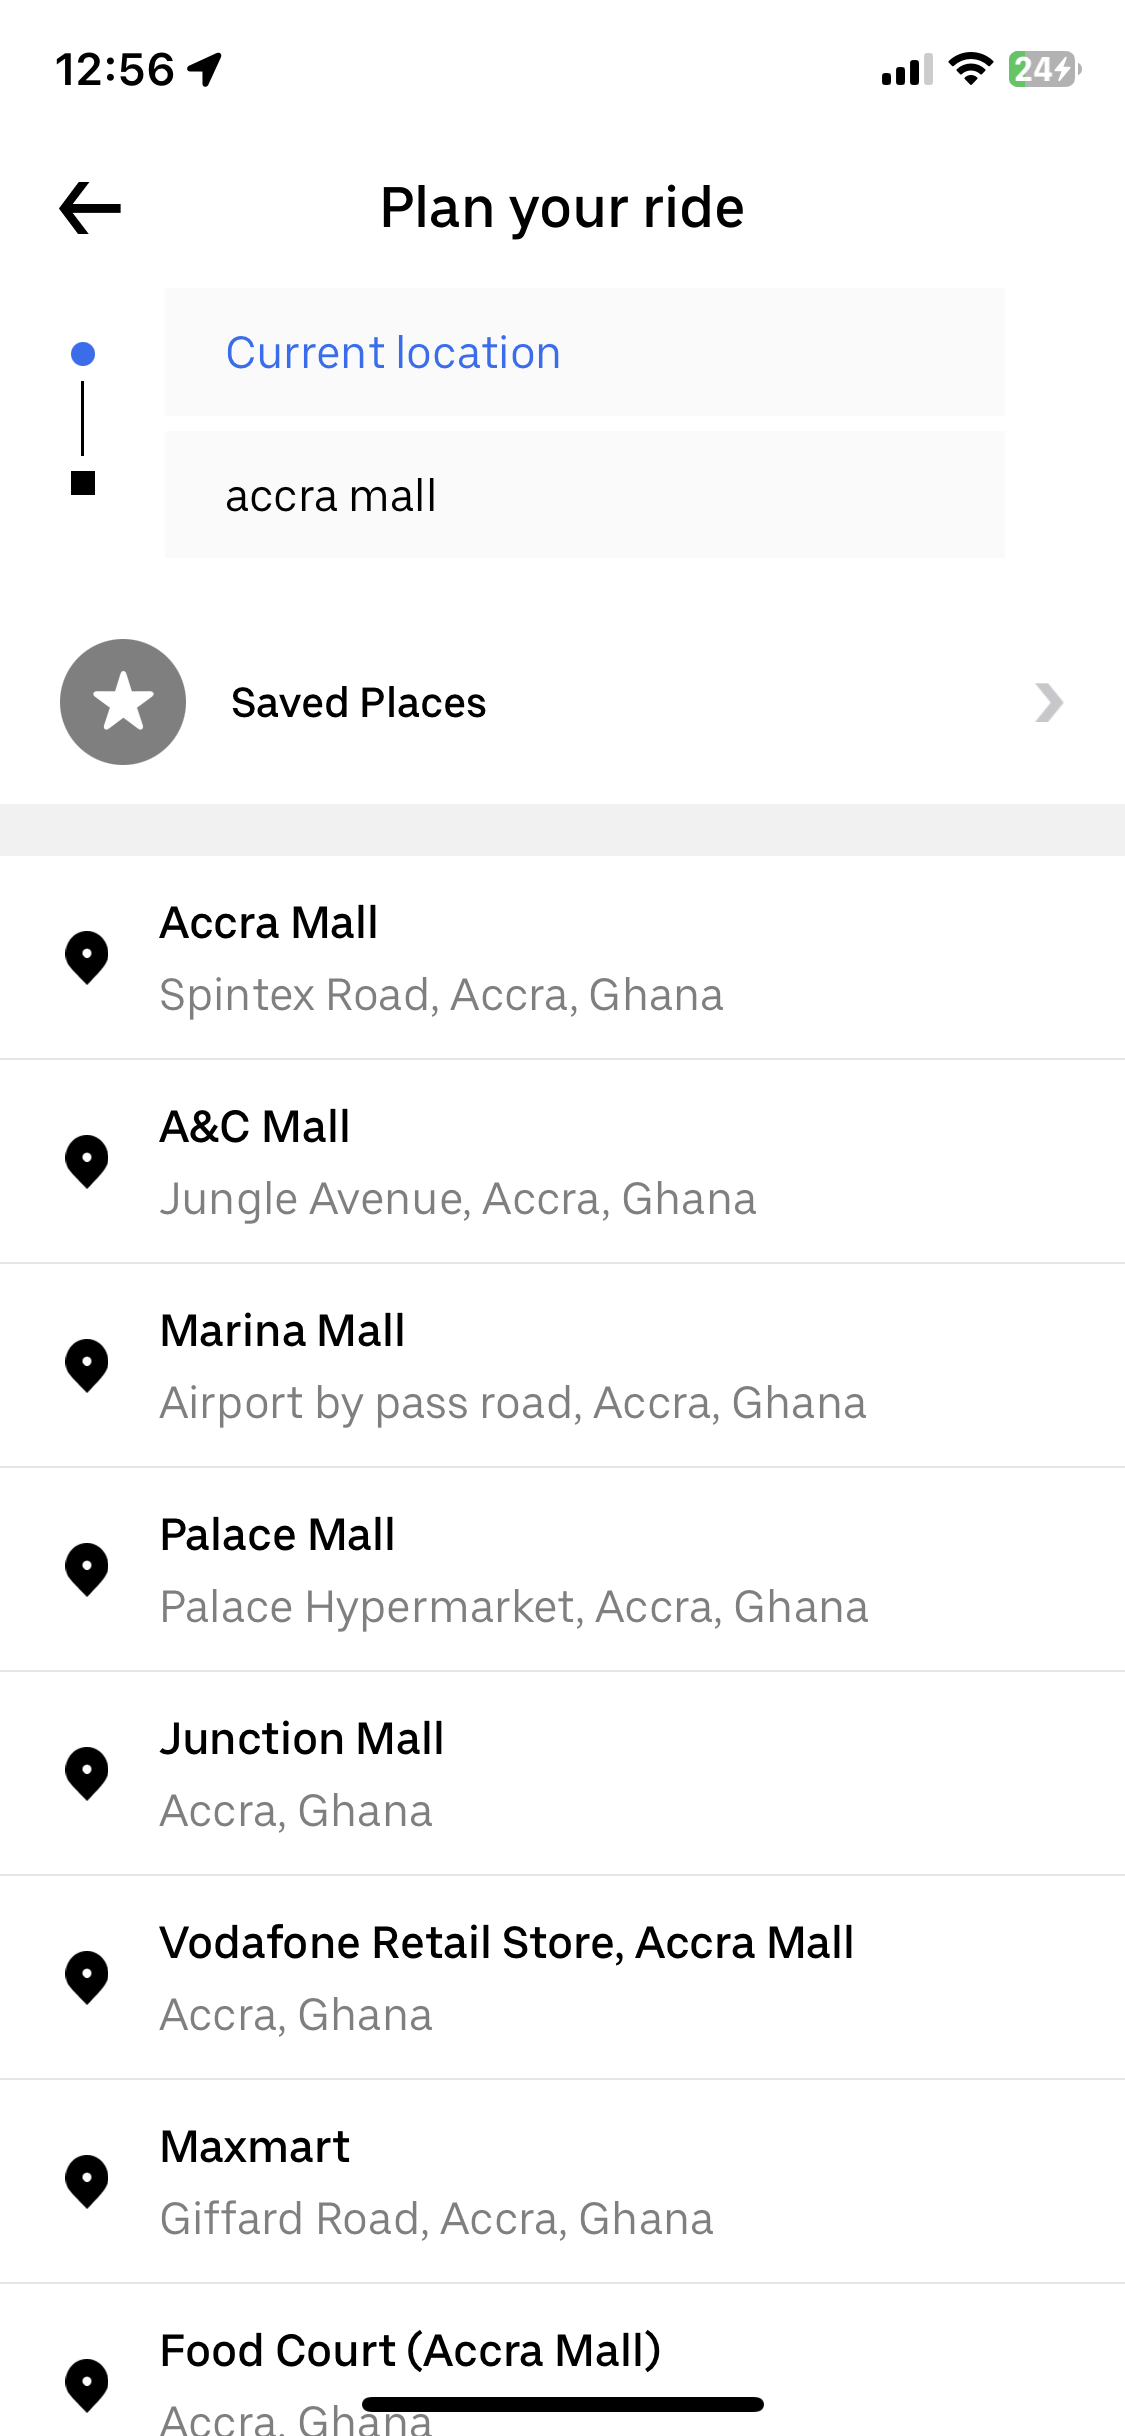 12:56
24
Plan your ride
Current location
accra mall
Saved Places
Accra Mall
Spintex Road, Accra, Ghana
A&C Mall
Jungle Avenue, Accra, Ghana
Marina Mall
Airport by pass road, Accra, Ghana
Palace Mall
Palace Hypermarket, Accra, Ghana
Junction Mall
Accra, Ghana
Vodafone Retail Store, Accra Mall
Accra, Ghana
Maxmart
Giffard Road, Accra, Ghana
Food Court (Accra Mall)
Accra, Ghana